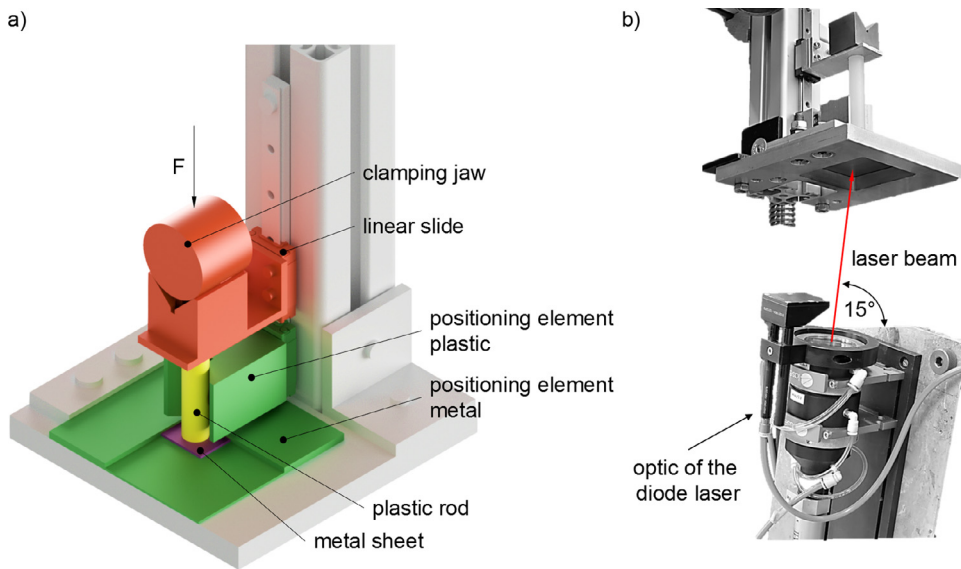 a)
F
clamping jaw
linear slide
positioning element
plastic
positioning element
metal
plastic rod
metal sheet
b)
laser beam
15°
optic of the
diode laser